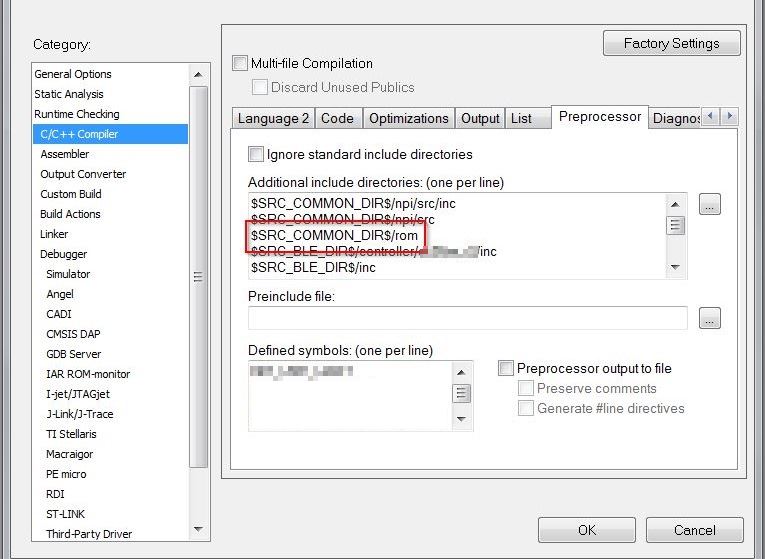 Category:
General Options
Static Analysis
Runtime Checking
C/C++ Compiler
Assembler
Output Converter
Custom Build
Build Actions
Linker
Debugger
Simulator
Angel
CADI
CMSIS DAP
GDB Server
IAR ROM-monitor
I-jet/JTAGjet
J-Link/J-Trace
TI Stellaris
Macraigor
PE micro
RDI
ST-LINK
Third-Party Driver
Factory Settings
Multi-file Compilation
Discard Unused Publics
Language 2 Code Optimizations Output List Preprocessor Diagnos
Ignore standard include directories
Additional include directories: (one per line)
$SRC_COMMON_DIR$/npi/src/inc
$SRC_COMMON_DIR$/npi/src
$SRC_COMMON_DIR$/rom
$SRC_BLE_DIR$/controller/ /inc
$SRC_BLE_DIR$/inc
...
Preinclude file:
...
Defined symbols: (one per line)
Preprocessor output to file
Preserve comments
Generate #line directives
OK Cancel